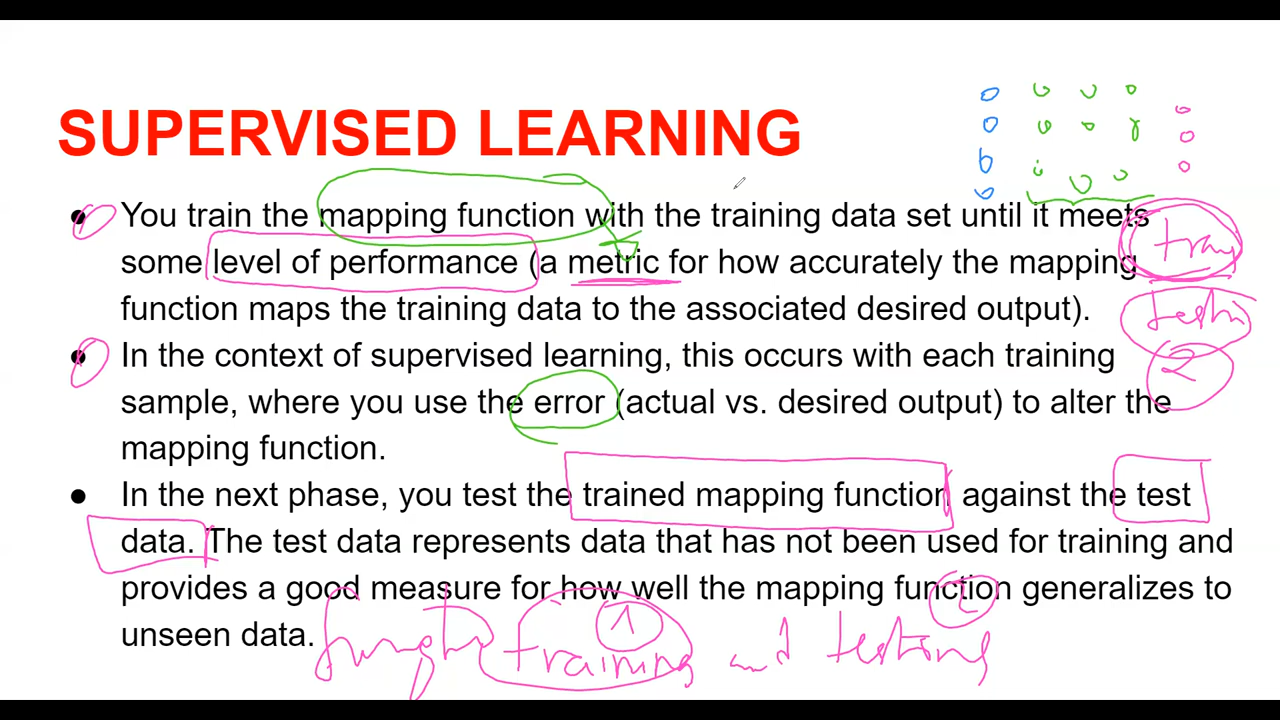 SUPERVISED LEARNING
● You train the mapping function with the training data set until it meets
some level of performance (a metric for how accurately the mapping
function maps the training data to the associated desired output).
● In the context of supervised learning, this occurs with each training
sample, where you use the error (actual vs. desired output) to alter the
mapping function.
● In the next phase, you test the trained mapping function against the test
data. The test data represents data that has not been used for training and
provides a good measure for how well the mapping function generalizes to
unseen data.
1
2
training and testing